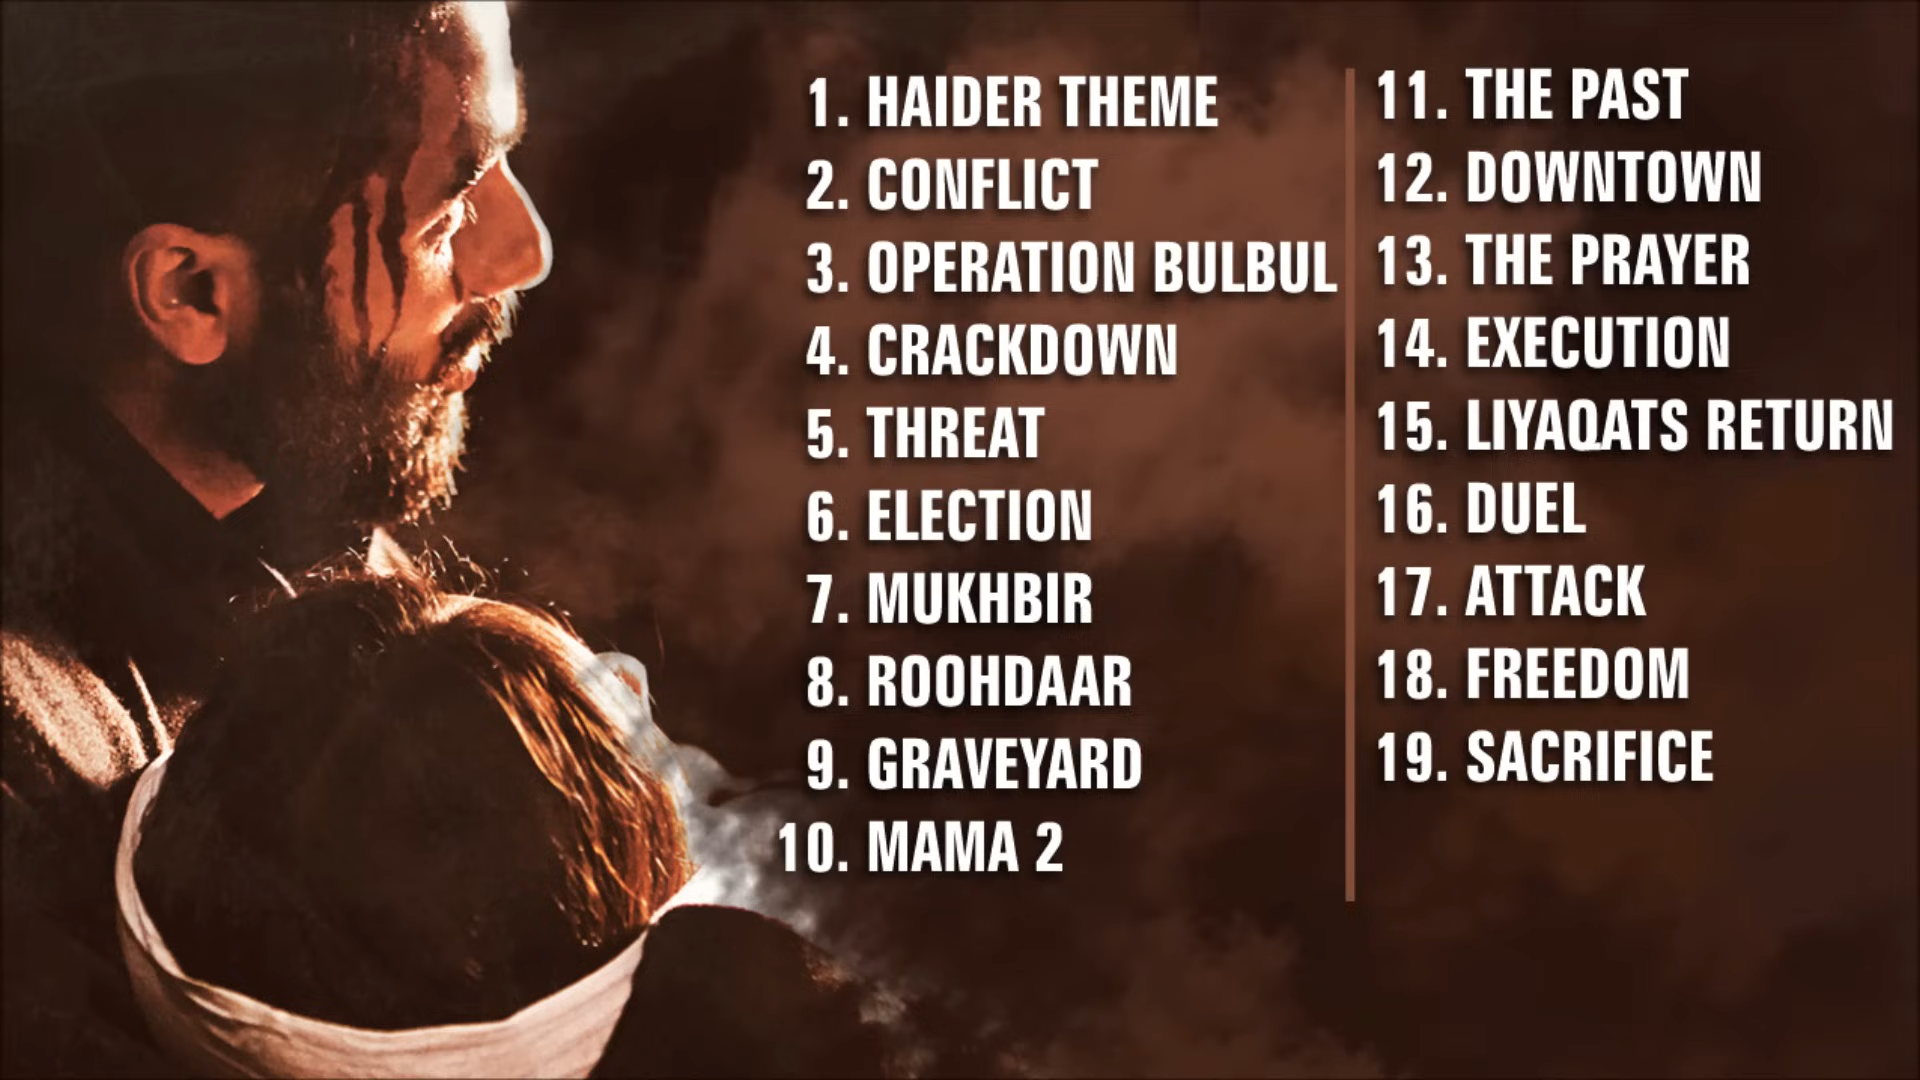 1. HAIDER THEME
2. CONFLICT
3. OPERATION BULBUL
4. CRACKDOWN
5. THREAT
6. ELECTION
7. MUKHBIR
8. ROOHDAAR
9. GRAVEYARD
10. MAMA 2
11. THE PAST
12. DOWNTOWN
13. THE PRAYER
14. EXECUTION
15. LIYAQATS RETURN
16. DUEL
17. ATTACK
18. FREEDOM
19. SACRIFICE